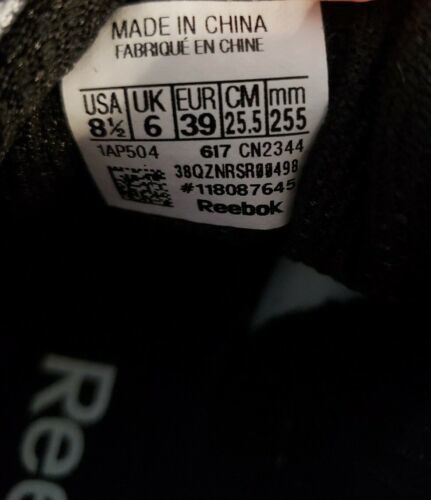 MADE IN CHINA
FABRIQUÉ EN CHINE
USA UK EUR CM mm
8½ 6 39 25.5 255
1AP504 617 CN2344
#118087645
Reebok
Ree